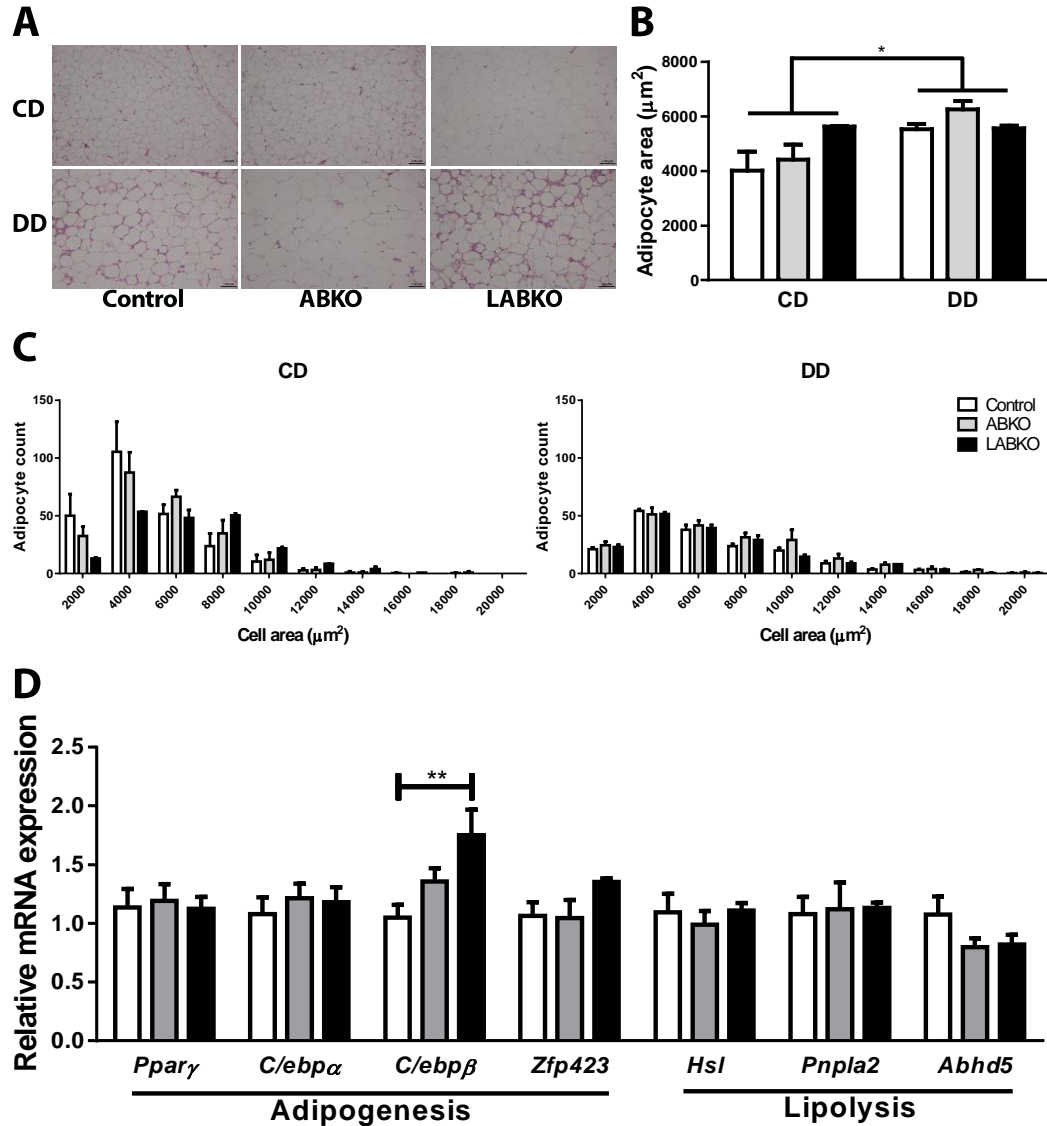 A
CD
DD
Control
ABKO
LABKO
B
Adipocyte area (μm²)
8000
6000
4000
2000
0
*
CD
DD
C
CD
Adipocyte count
150
100
50
0
2000
4000
6000
8000
10000
12000
14000
16000
18000
20000
Cell area (μm²)
DD
Adipocyte count
150
100
50
0
2000
4000
6000
8000
10000
12000
14000
16000
18000
20000
Cell area (μm²)
Control
ABKO
LABKO
D
Relative mRNA expression
2.5
2.0
1.5
1.0
0.5
0.0
**
Pparγ
C/ebpα
C/ebpβ
Zfp423
Hsl
Pnpla2
Abhd5
Adipogenesis
Lipolysis